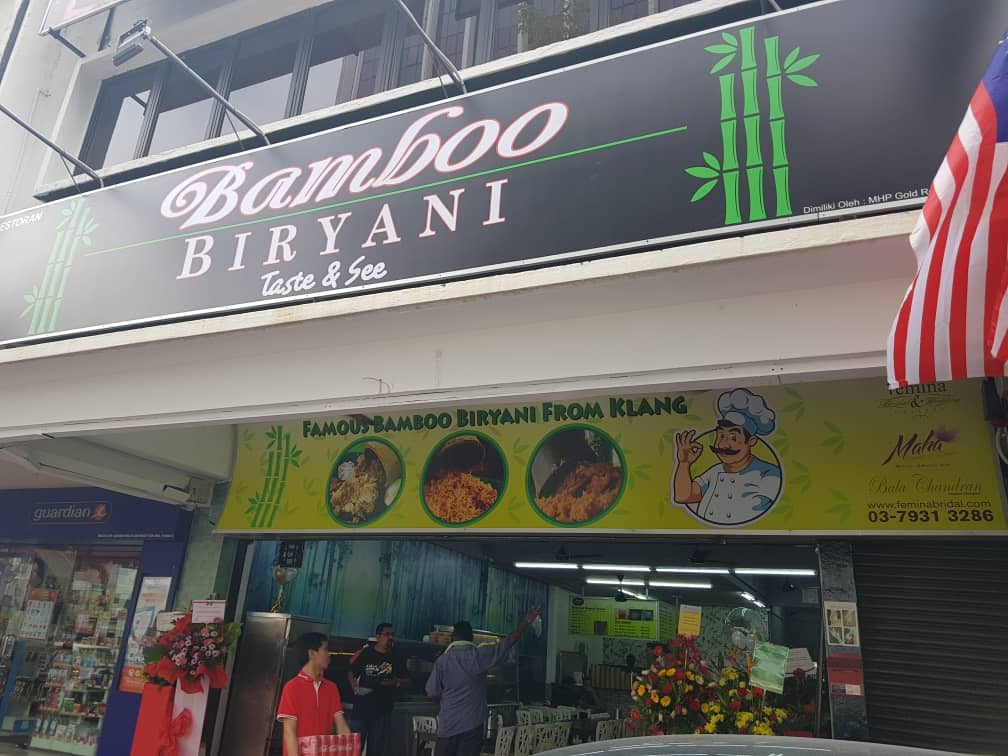 Bamboo
BIRYANI
Taste & See
Dimiliki Oleh : MHP Gold
FAMOUS BAMBOO BIRYANI FROM KLANG
Femina
&
Maha
Bala Chandran
www.feminabridal.com
03-7931 3286
guardian